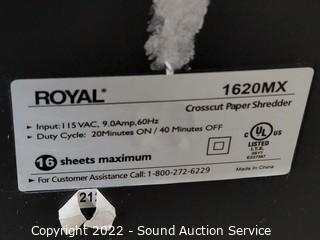 ROYAL® 1620MX
Crosscut Paper Shredder
Input: 115 VAC, 9.0Amp, 60Hz
Duty Cycle: 20Minutes ON / 40 Minutes OFF
16 sheets maximum
C UL US
LISTED
I.T.E.
For Customer Assistance Call: 1-800-272-6229
Made In China
Copyright 2022 - Sound Auction Service